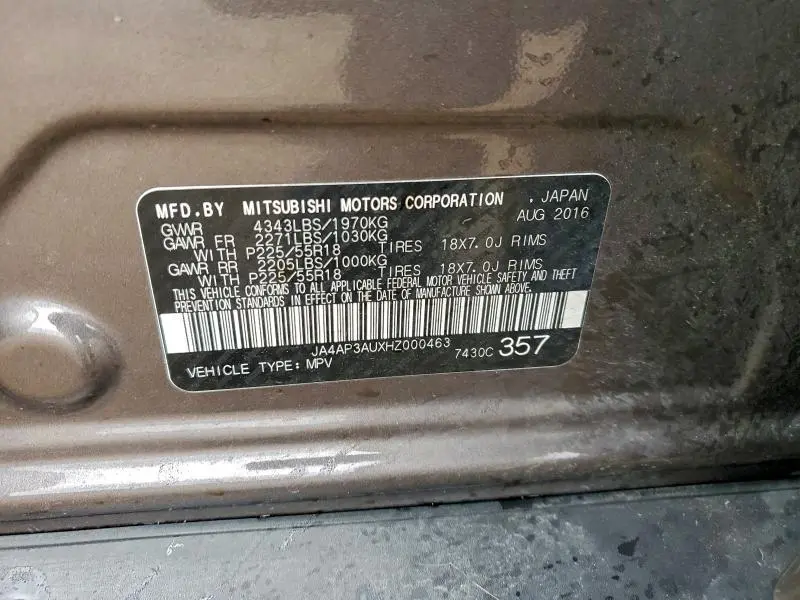 MFD.BY MITSUBISHI MOTORS CORPORATION , JAPAN
AUG 2016
GVWR 4343LBS/1970KG
GAWR FR 2271LBS/1030KG
WITH P225/55R18 TIRES 18X7.0J RIMS
GAWR RR 2205LBS/1000KG
WITH P225/55R18 TIRES 18X7.0J RIMS
THIS VEHICLE CONFORMS TO ALL APPLICABLE FEDERAL MOTOR VEHICLE SAFETY AND THEFT
PREVENTION STANDARDS IN EFFECT ON THE DATE OF MANUFACTURE SHOWN ABOVE.
JA4AP3AUXHZ000463
7430C 357
VEHICLE TYPE: MPV